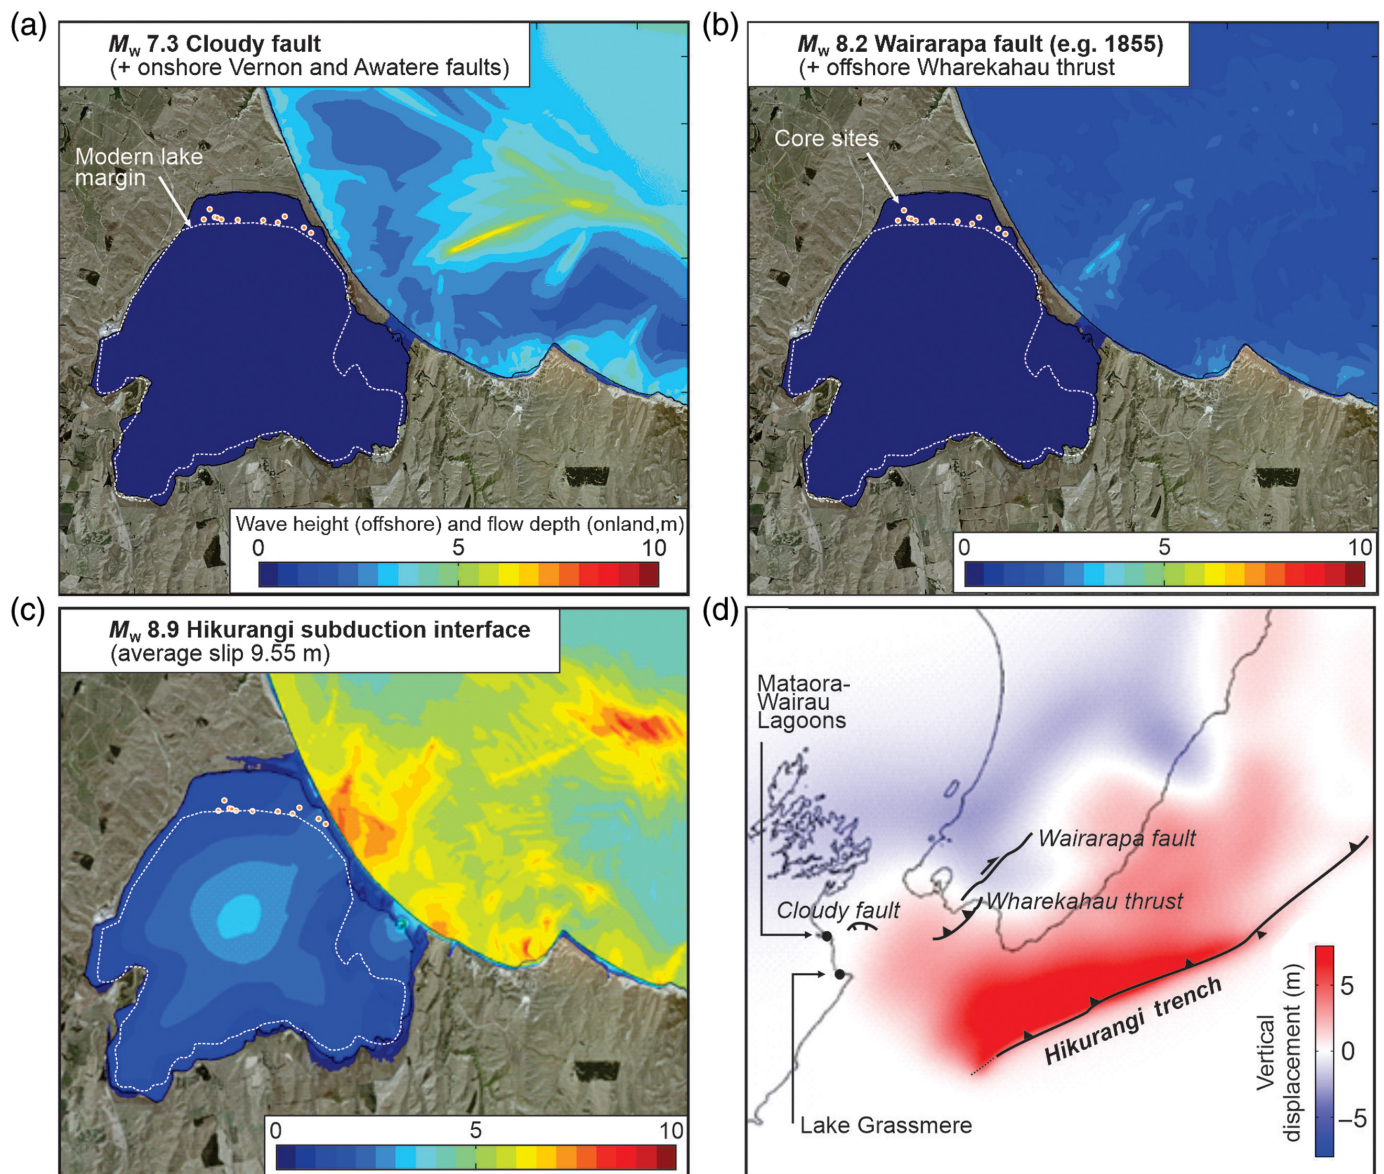 (a)
Mw 7.3 Cloudy fault
(+ onshore Vernon and Awatere faults)
Modern lake
margin
Wave height (offshore) and flow depth (onland,m)
0 5 10
(b)
Mw 8.2 Wairarapa fault (e.g. 1855)
(+ offshore Wharekahau thrust
Core sites
0 5 10
(c)
Mw 8.9 Hikurangi subduction interface
(average slip 9.55 m)
0 5 10
(d)
Mataora-
Wairau
Lagoons
Wairarapa fault
Wharekahau thrust
Cloudy fault
Hikurangi trench
Lake Grassmere
Vertical
displacement (m)
5
0
−5